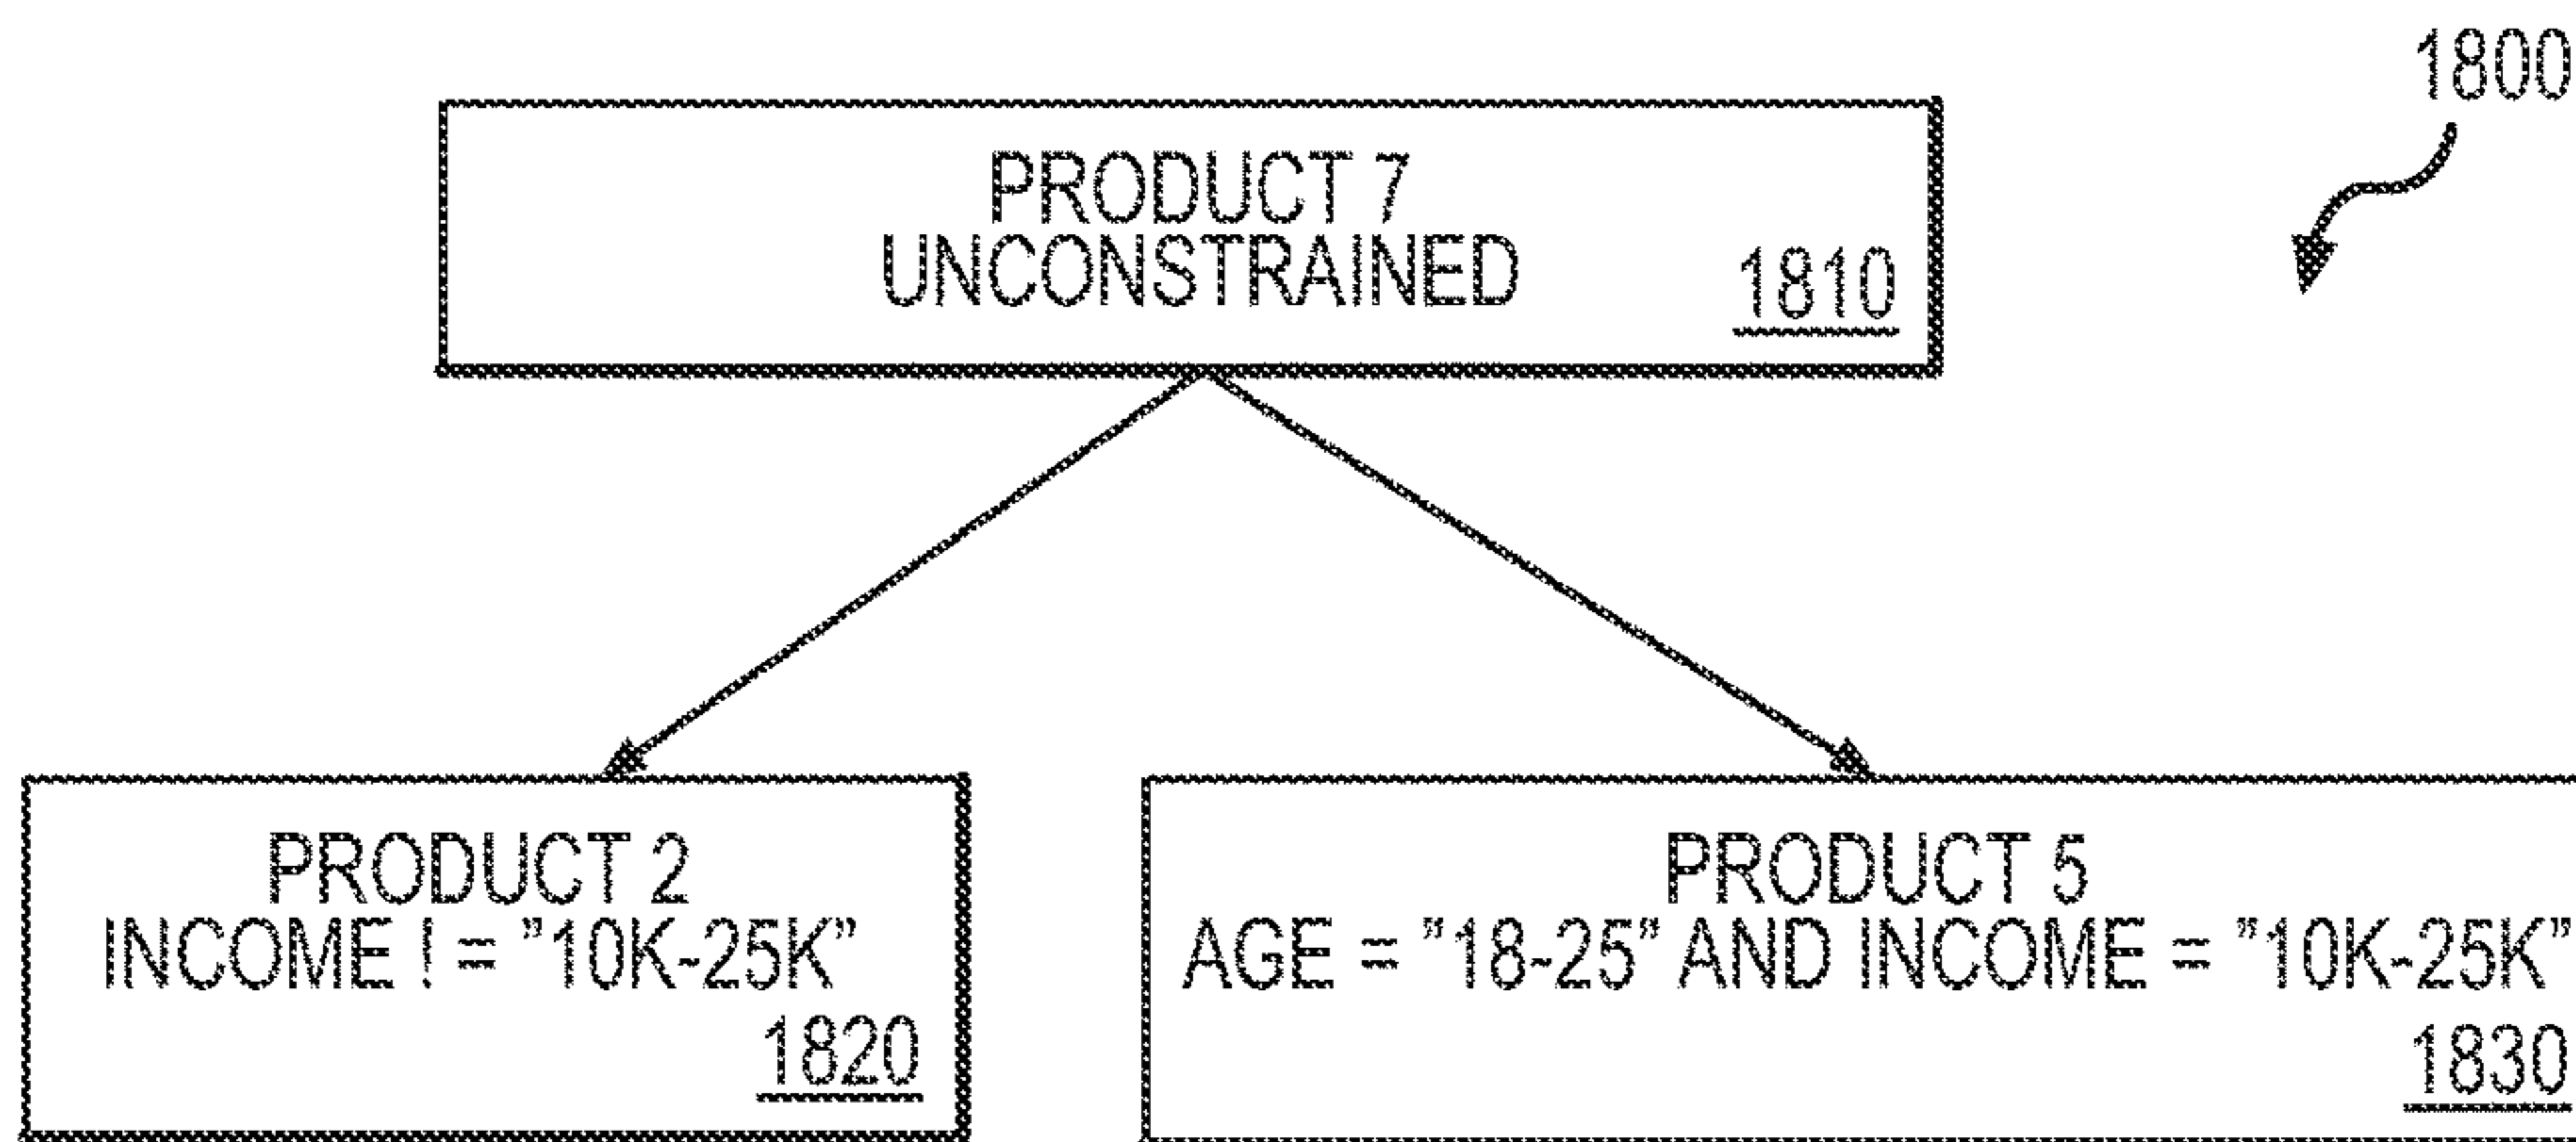 1800
PRODUCT 7
UNCONSTRAINED
1810
PRODUCT 2
INCOME ! = ”10K-25K”
1820
PRODUCT 5
AGE = ”18-25” AND INCOME = ”10K-25K”
1830